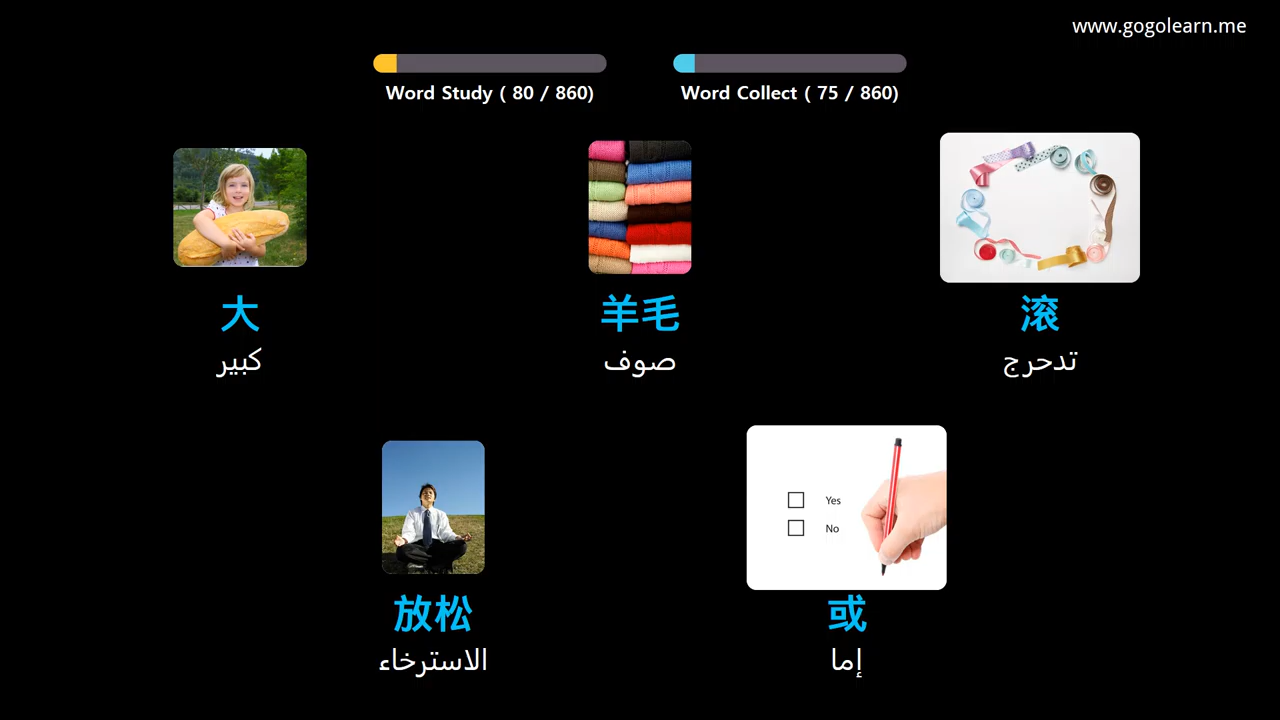 www.gogolearn.me
Word Study ( 80 / 860)
Word Collect ( 75 / 860)
大
كبير
羊毛
صوف
滚
تدحرج
Yes
No
放松
الاسترخاء
或
إما